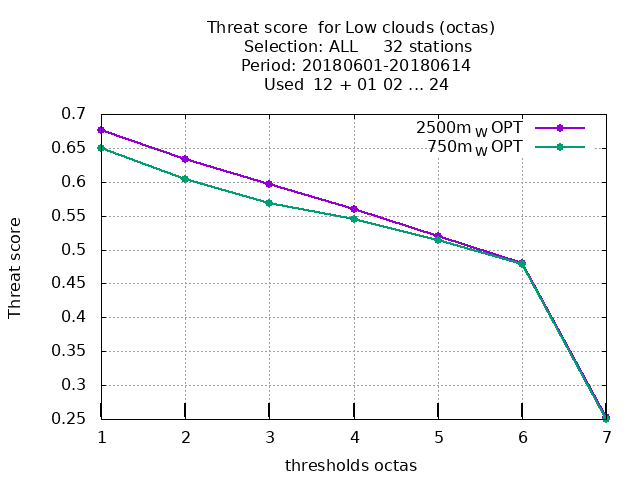 Threat score  for Low clouds (octas)
Selection: ALL     32 stations
Period: 20180601-20180614
Used  12 + 01 02 ... 24
2500m W OPT
750m W OPT
0.7
0.65
0.6
0.55
0.5
0.45
0.4
0.35
0.3
0.25
Threat score
1 2 3 4 5 6 7
thresholds octas